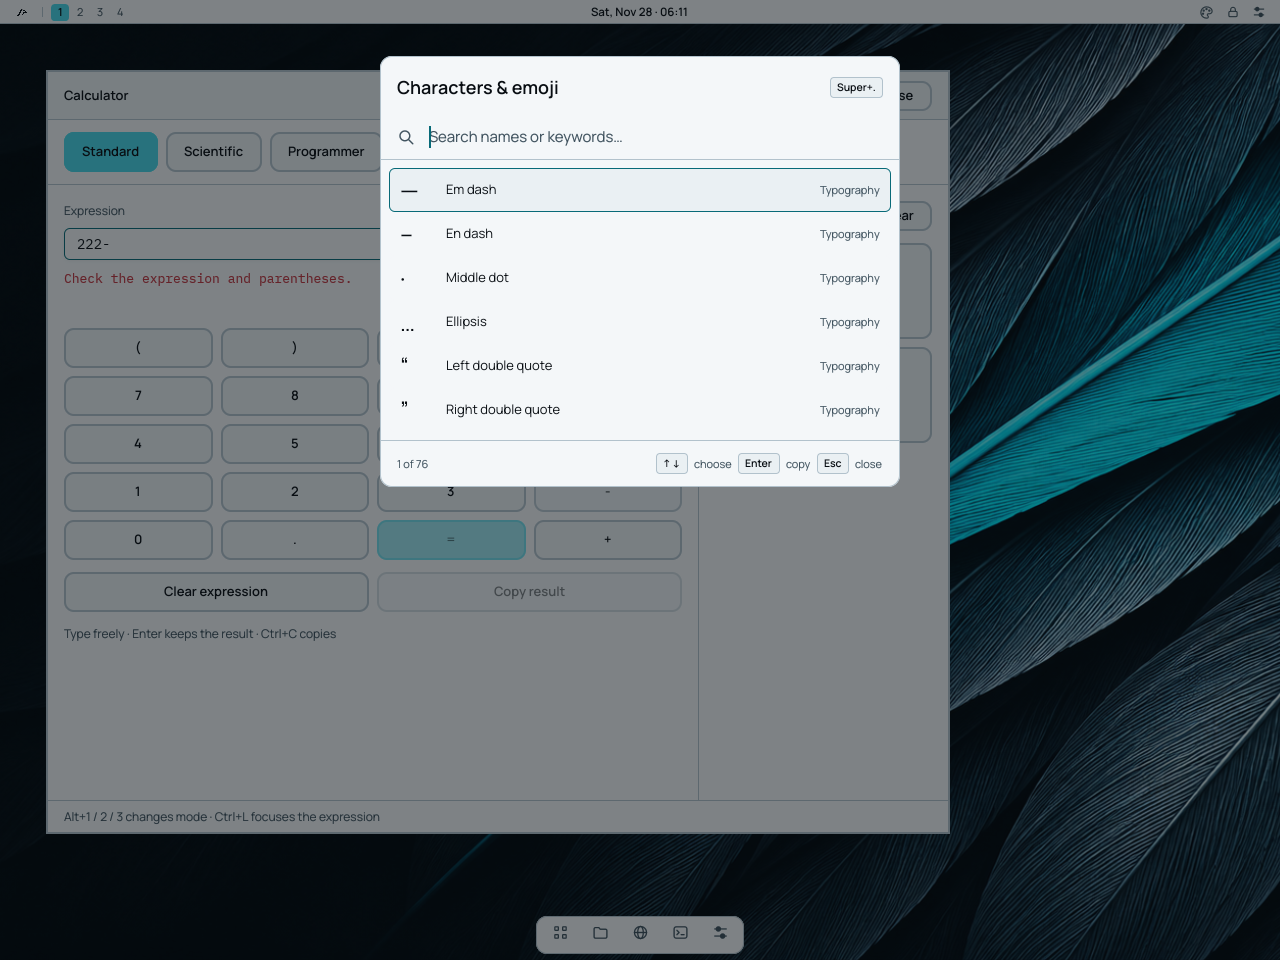 1 2 3 4
Sat, Nov 28 · 06:11
Calculator
se
Standard
Scientific
Programmer
Expression
222-
Check the expression and parentheses.
ear
( )
7 8
4 5
1 2 3 -
0 . = +
Clear expression
Copy result
Type freely · Enter keeps the result · Ctrl+C copies
Alt+1 / 2 / 3 changes mode · Ctrl+L focuses the expression
Characters & emoji
Super+.
Search names or keywords...
— Em dash Typography
– En dash Typography
· Middle dot Typography
… Ellipsis Typography
“ Left double quote Typography
” Right double quote Typography
1 of 76
↑↓ choose Enter copy Esc close